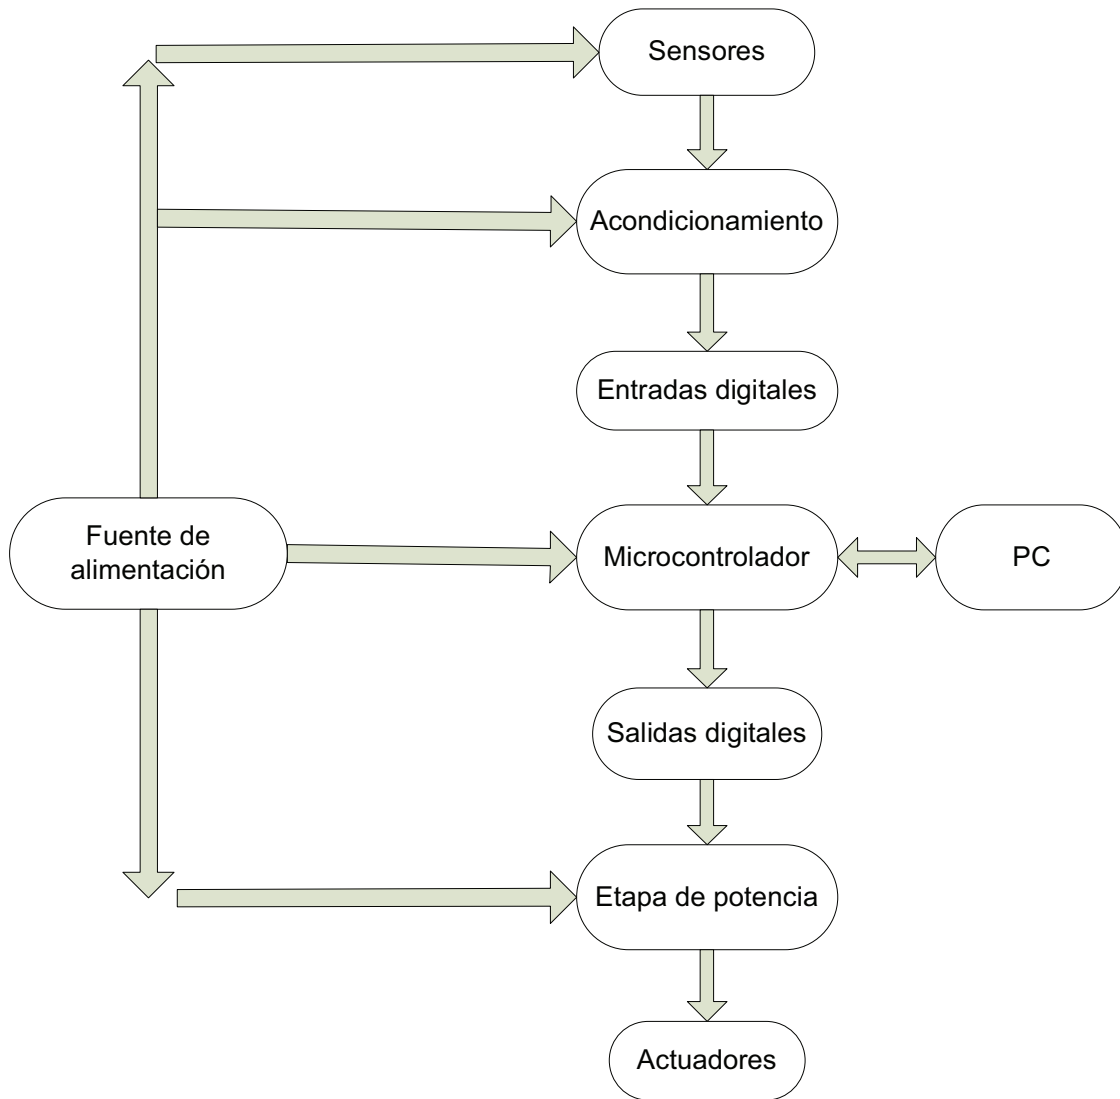 Sensores
Acondicionamiento
Entradas digitales
Fuente de
alimentación
Microcontrolador
PC
Salidas digitales
Etapa de potencia
Actuadores